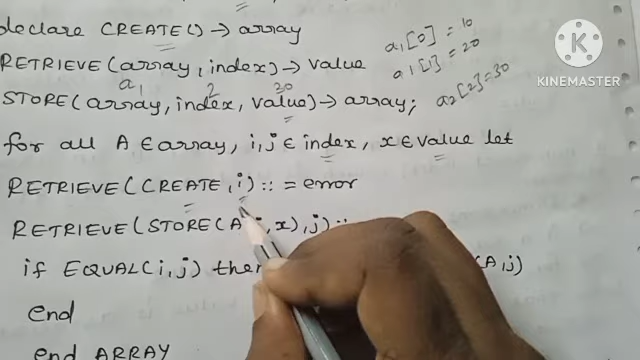 declare CREATE() → array
a1[0] = 10
RETRIEVE(array, index) → value
a1[1] = 20
a1 2 30
STORE(array, index, value) → array;
a2[2] = 30
KINEMASTER
for all A ∈ array, i, j ∈ index, x ∈ value let
RETRIEVE(CREATE, i) :: = error
RETRIEVE(STORE(A, i, x), j) ::
if EQUAL(i, j) then (A, j)
end
end ARRAY